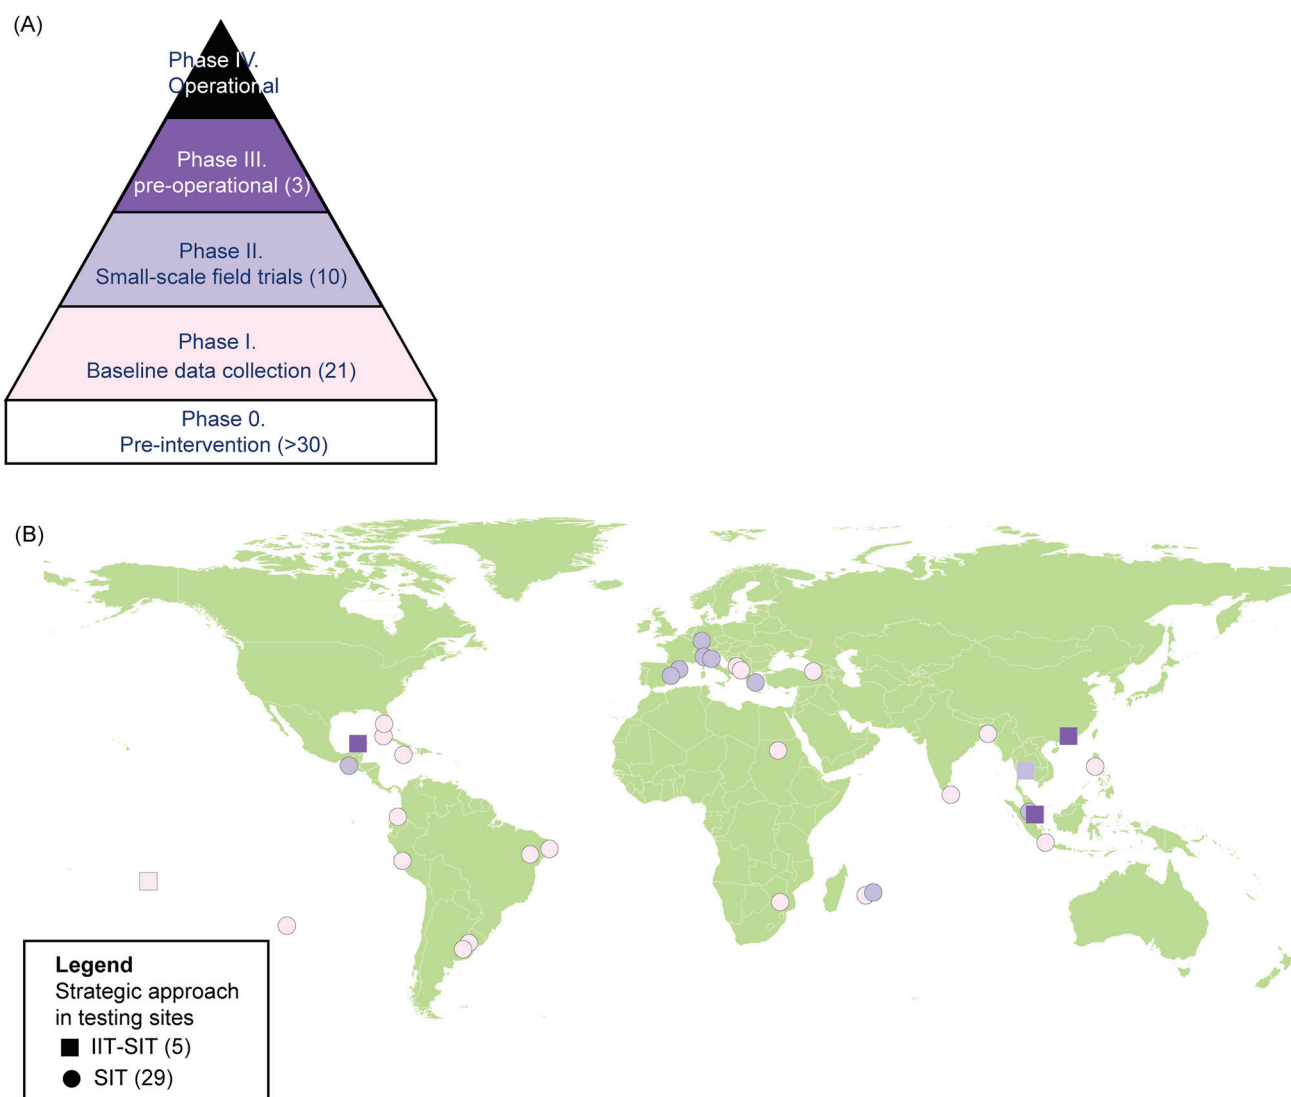 (A)
Phase IV.
Operational
Phase III.
pre-operational (3)
Phase II.
Small-scale field trials (10)
Phase I.
Baseline data collection (21)
Phase 0.
Pre-intervention (>30)
(B)
Legend
Strategic approach
in testing sites
IIT-SIT (5)
SIT (29)